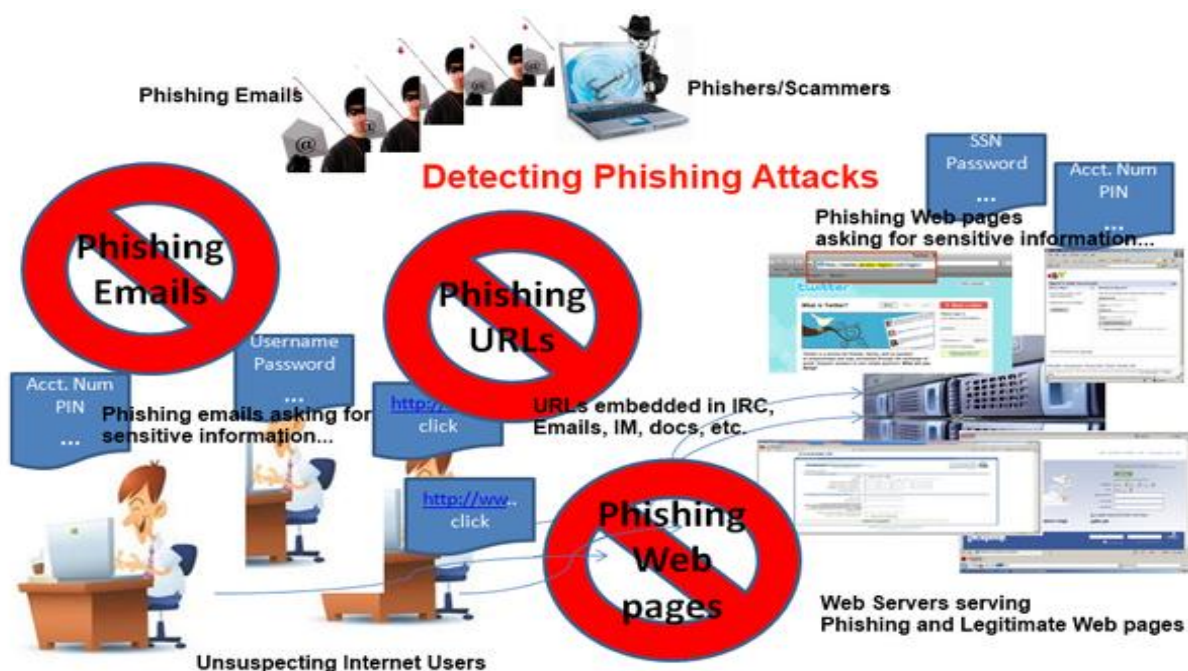 Phishing Emails
Phishers/Scammers
Detecting Phishing Attacks
SSN
Password
...
Acct. Num
PIN
...
Phishing
Emails
Phishing
URLs
Phishing Web pages
asking for sensitive information...
twitter
What is Twitter?
Username
Password
...
Acct. Num
PIN
...
Phishing emails asking for
sensitive information...
http://
click
URLs embedded in IRC,
Emails, IM, docs, etc.
http://ww..
click
Phishing
Web
pages
Web Servers serving
Phishing and Legitimate Web pages
Unsuspecting Internet Users